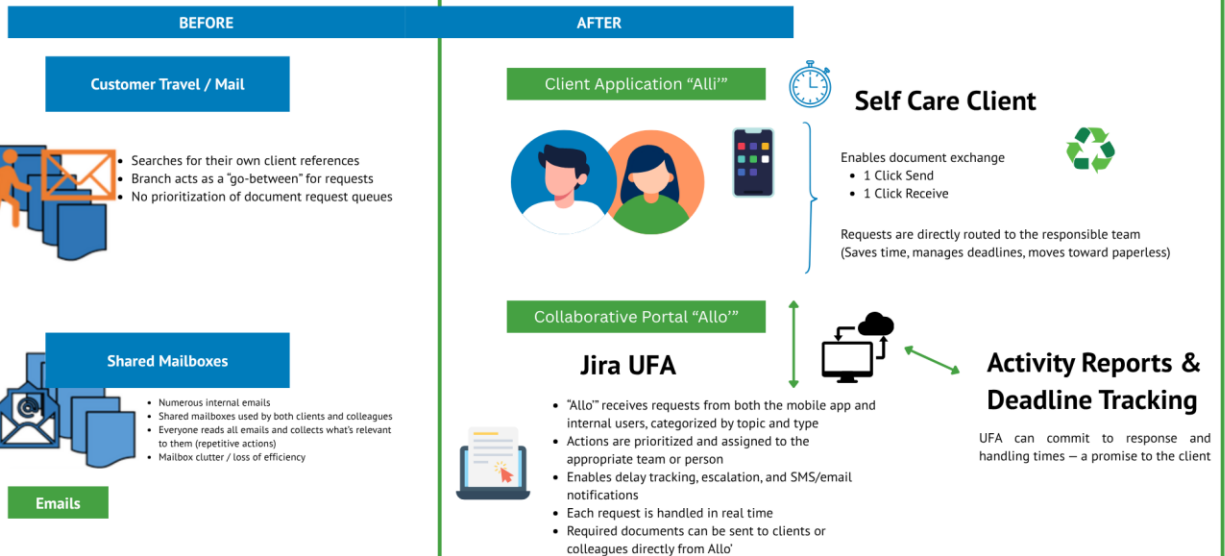 BEFORE
AFTER
Customer Travel / Mail
• Searches for their own client references
• Branch acts as a "go-between" for requests
• No prioritization of document request queues
Shared Mailboxes
• Numerous internal emails
• Shared mailboxes used by both clients and colleagues
• Everyone reads all emails and collects what's relevant
to them (repetitive actions)
• Mailbox clutter / loss of efficiency
Emails
Client Application “Alli’”
Self Care Client
Enables document exchange
• 1 Click Send
• 1 Click Receive
Requests are directly routed to the responsible team
(Saves time, manages deadlines, moves toward paperless)
Collaborative Portal “Allo’”
Jira UFA
• “Allo’” receives requests from both the mobile app and
internal users, categorized by topic and type
• Actions are prioritized and assigned to the
appropriate team or person
• Enables delay tracking, escalation, and SMS/email
notifications
• Each request is handled in real time
• Required documents can be sent to clients or
colleagues directly from Allo’
Activity Reports &
Deadline Tracking
UFA can commit to response and
handling times — a promise to the client